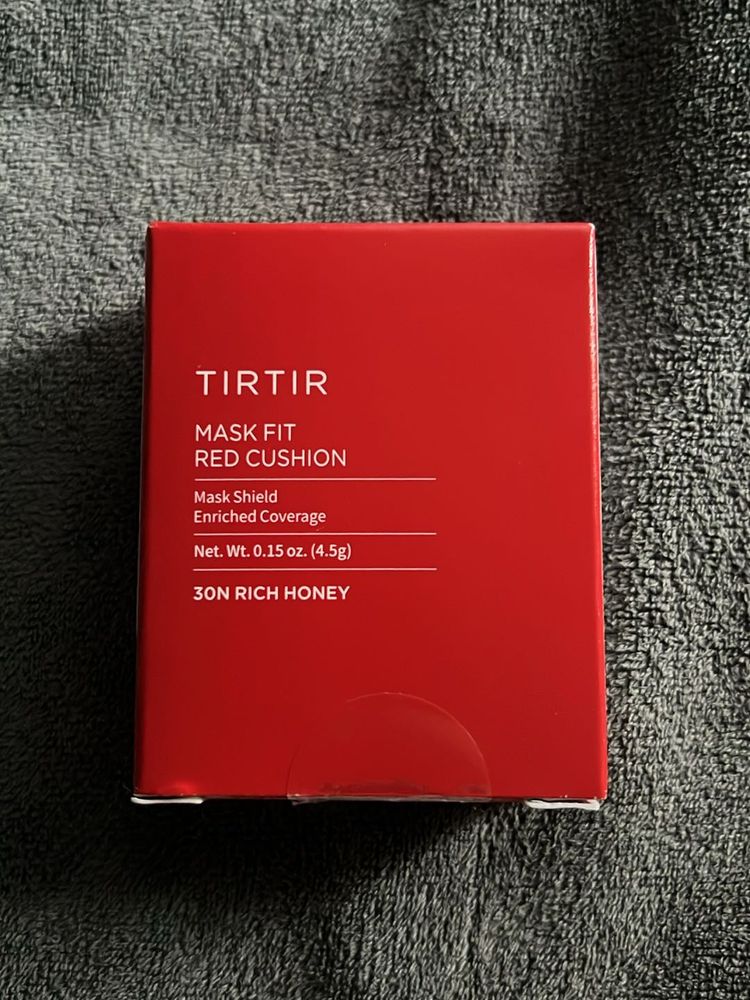 TIRTIR
MASK FIT
RED CUSHION
Mask Shield
Enriched Coverage
Net. Wt. 0.15 oz. (4.5g)
30N RICH HONEY